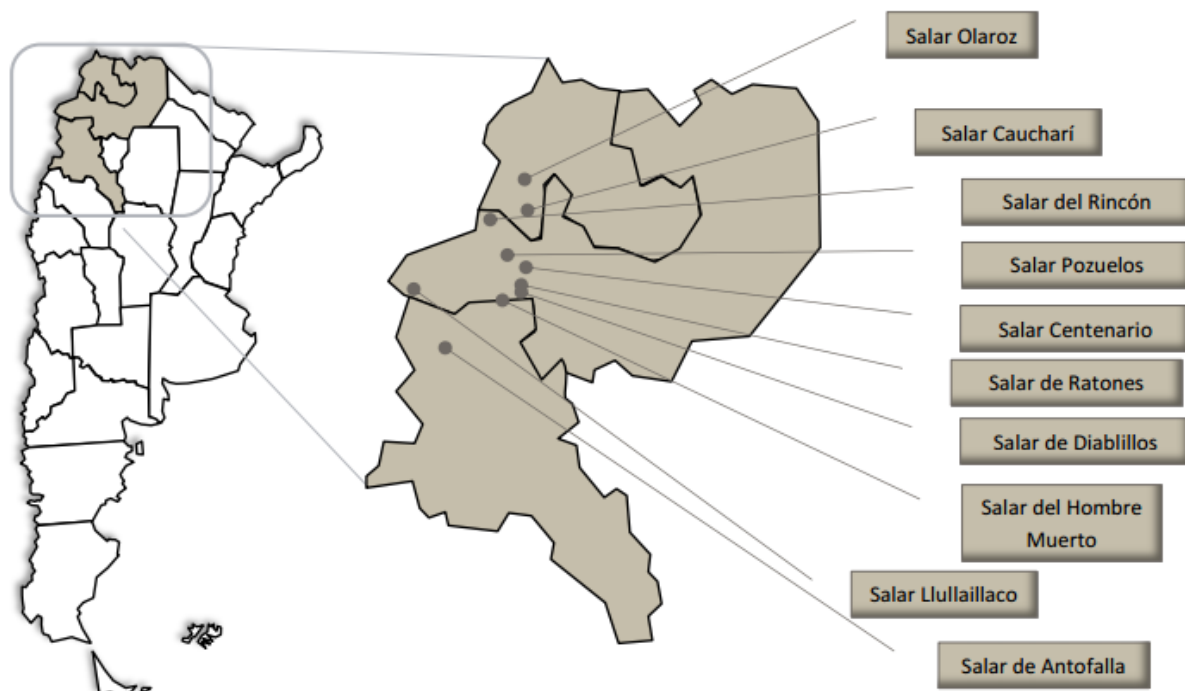 Salar Olaroz
Salar Caucharí
Salar del Rincón
Salar Pozuelos
Salar Centenario
Salar de Ratones
Salar de Diablillos
Salar del Hombre
Muerto
Salar Llullaillaco
Salar de Antofalla